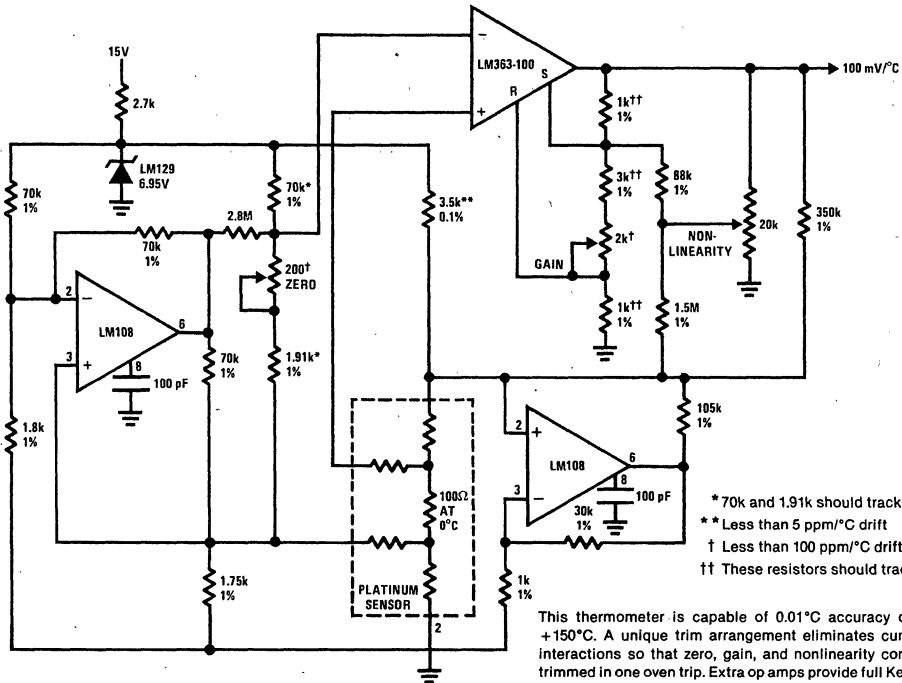 15V
2.7k
LM129
6.95V
70k
1%
70k*
1%
2.8M
70k
1%
200†
ZERO
2
LM108
6
3
8
100 pF
70k
1%
1.91k*
1%
1.8k
1%
1.75k
1%
LM363-100
R
S
100 mV/°C
1k††
1%
3k††
1%
2k†
GAIN
1k††
1%
88k
1%
NON-
LINEARITY
20k
350k
1%
1.5M
1%
3.5k**
0.1%
100Ω
AT
0°C
PLATINUM
SENSOR
2
2
LM108
6
3
8
100 pF
30k
1%
105k
1%
1k
1%
*70k and 1.91k should track
**Less than 5 ppm/°C drift
† Less than 100 ppm/°C drift
†† These resistors should
This thermometer is capable of 0.01°C accuracy
+150°C. A unique trim arrangement eliminates
interactions so that zero, gain, and nonlinearity
trimmed in one oven trip. Extra op amps provide full